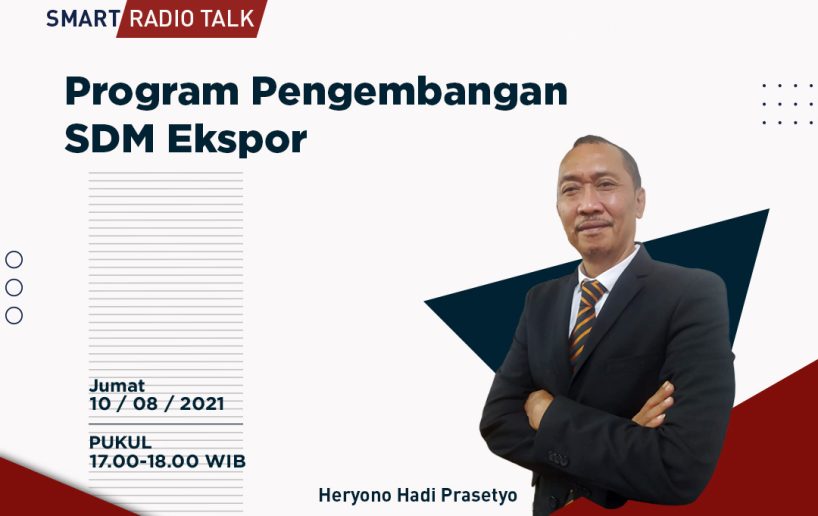 SMART RADIO TALK
Program Pengembangan
SDM Ekspor
Jumat
10 / 08 / 2021
PUKUL
17.00-18.00 WIB
Heryono Hadi Prasetyo